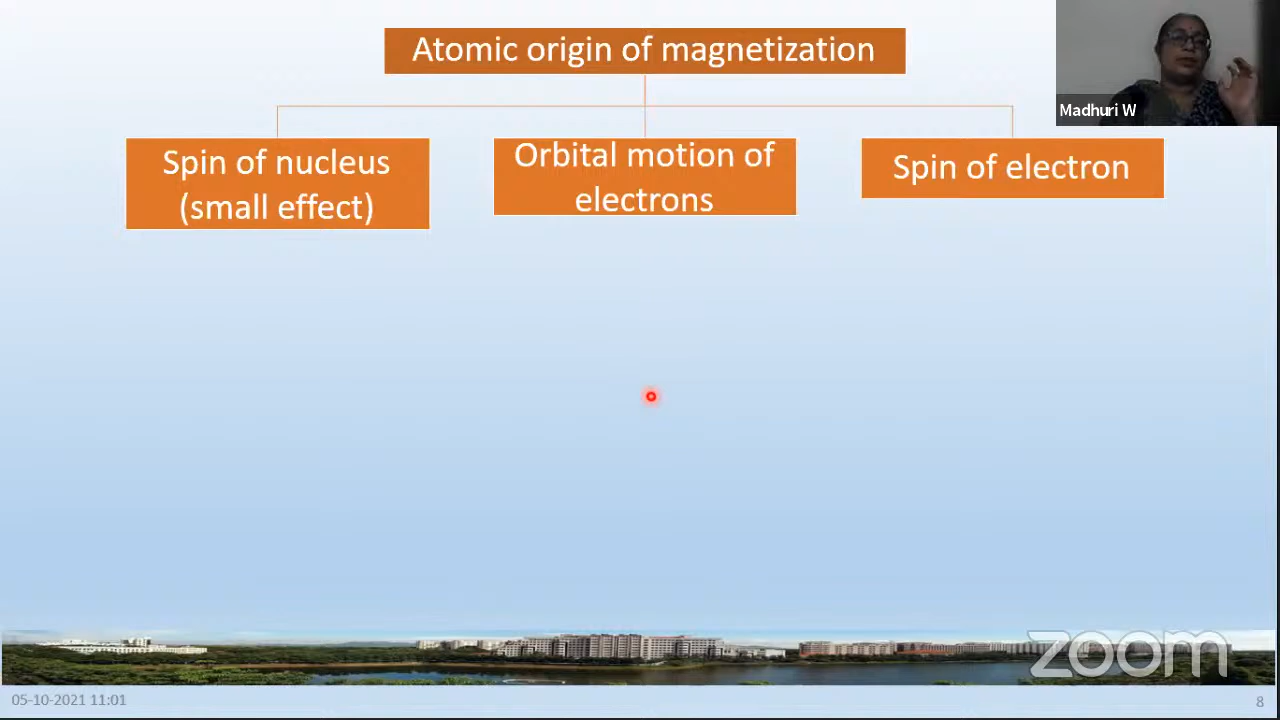 Atomic origin of magnetization
Madhuri W
Spin of nucleus
(small effect)
Orbital motion of
electrons
Spin of electron
zoom
05-10-2021 11:01
8